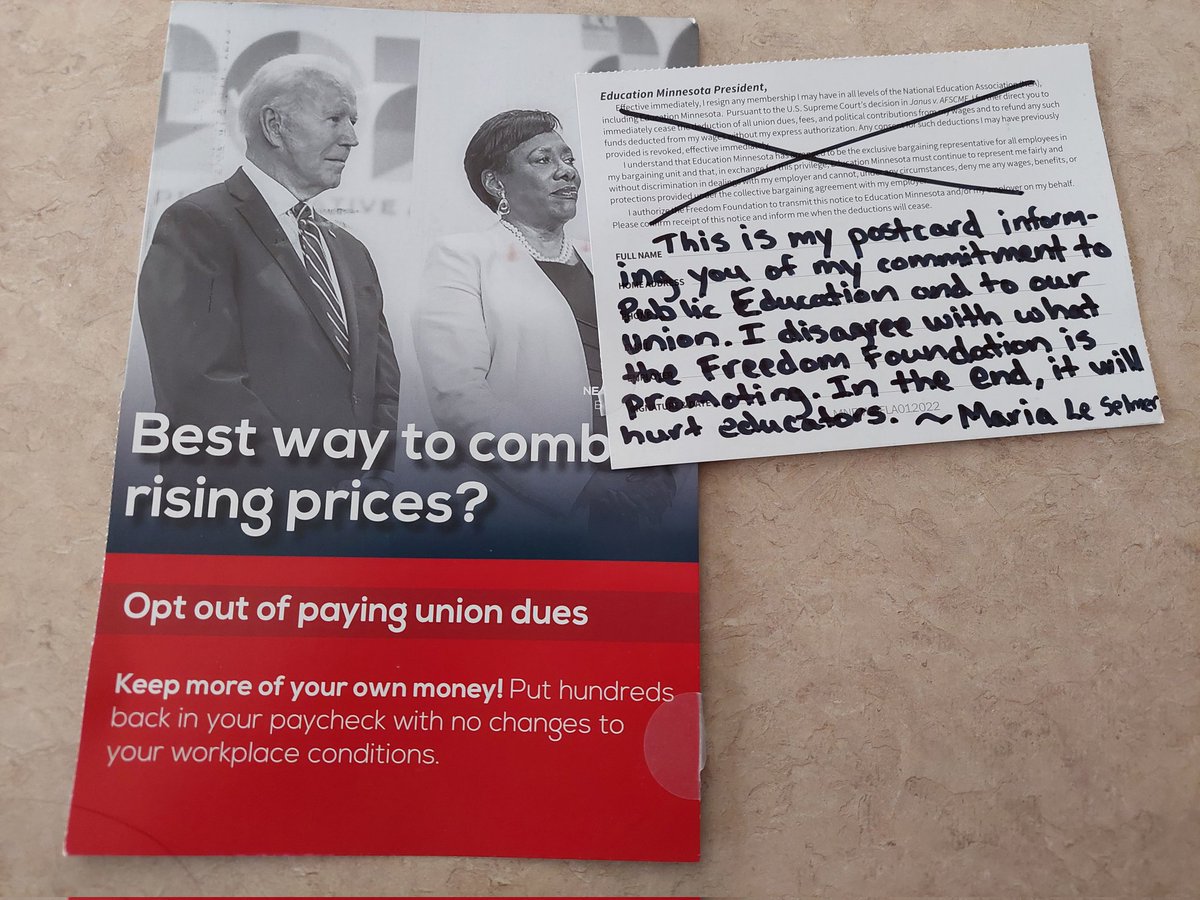 Best way to comb
rising prices?
Opt out of paying union dues
Keep more of your own money! Put hundreds
back in your paycheck with no changes to
your workplace conditions.
Education Minnesota President,
Effective immediately, I resign any membership I may have in all levels of the National Education Association
including Education Minnesota. Pursuant to the U.S. Supreme Court's decision in Janus v. AFSCME, I further direct you to
immediately cease the deduction of all union dues, fees, and political contributions from my wages and to refund any such
funds deducted from my wages without my express authorization. Any consent for such deductions I may have previously
provided is revoked, effective immediately.
I understand that Education Minnesota has to be the exclusive bargaining representative for all employees in
my bargaining unit and that, in exchange for this privilege, Education Minnesota must continue to represent me fairly and
without discrimination in dealing with my employer and cannot, under any circumstances, deny me any wages, benefits, or
protections provided under the collective bargaining agreement with my employer.
I authorize the Freedom Foundation to transmit this notice to Education Minnesota and/or my employer on my behalf.
Please confirm receipt of this notice and inform me when the deductions will cease.
FULL NAME
HOME ADDRESS
This is my postcard inform-
ing you of my commitment to
Public Education and to our
union. I disagree with what
the Freedom Foundation is
promoting. In the end, it will
hurt educators. ~ Maria Le Selmer